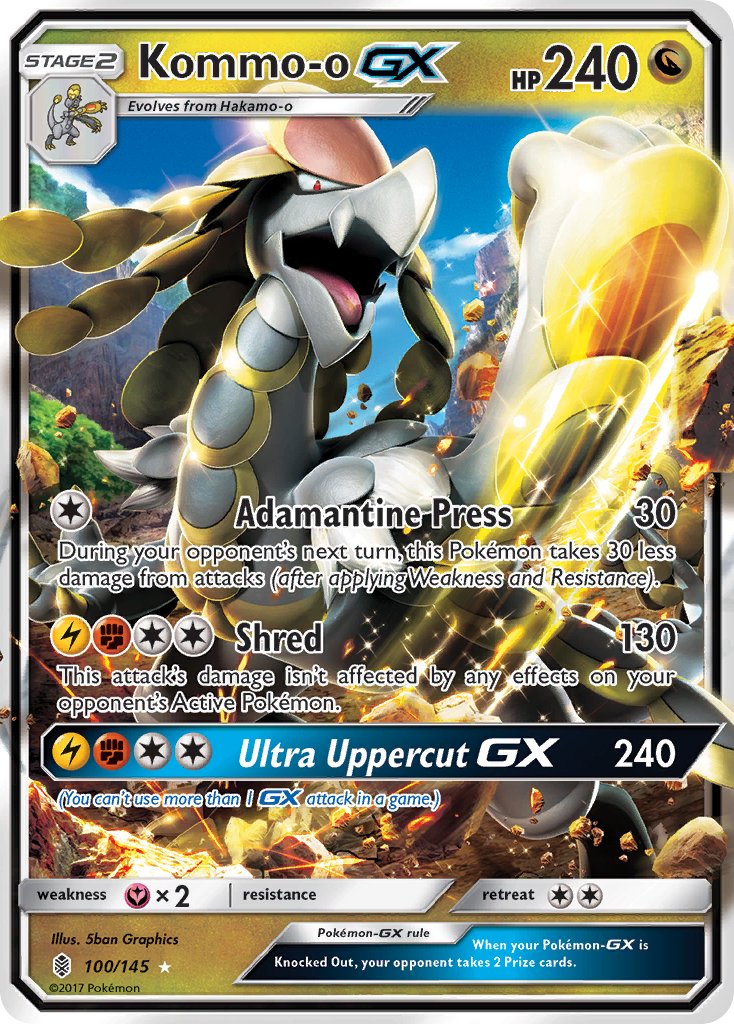 STAGE2
Kommo-o GX
HP240
Evolves from Hakamo-o
Adamantine Press 30
During your opponent's next turn, this Pokémon takes 30 less
damage from attacks (after applying Weakness and Resistance).
Shred 130
This attack's damage isn't affected by any effects on your
opponent's Active Pokémon.
Ultra Uppercut GX 240
(You can't use more than 1 GX attack in a game.)
weakness ×2 resistance retreat
Illus. 5ban Graphics
100/145
©2017 Pokémon
Pokémon-GX rule
When your Pokémon-GX is
Knocked Out, your opponent takes 2 Prize cards.